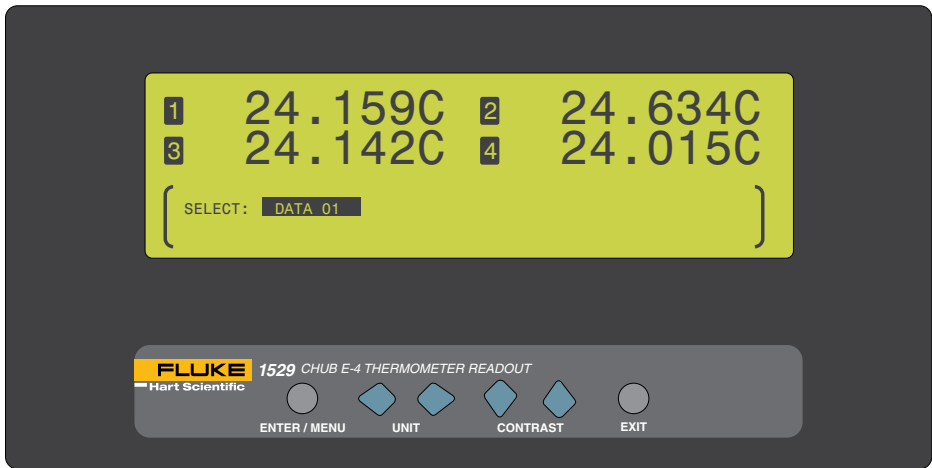 1 24.159C 2 24.634C
3 24.142C 4 24.015C
SELECT: DATA 01
FLUKE 1529 CHUB E-4 THERMOMETER READOUT
Hart Scientific
ENTER / MENU UNIT CONTRAST EXIT